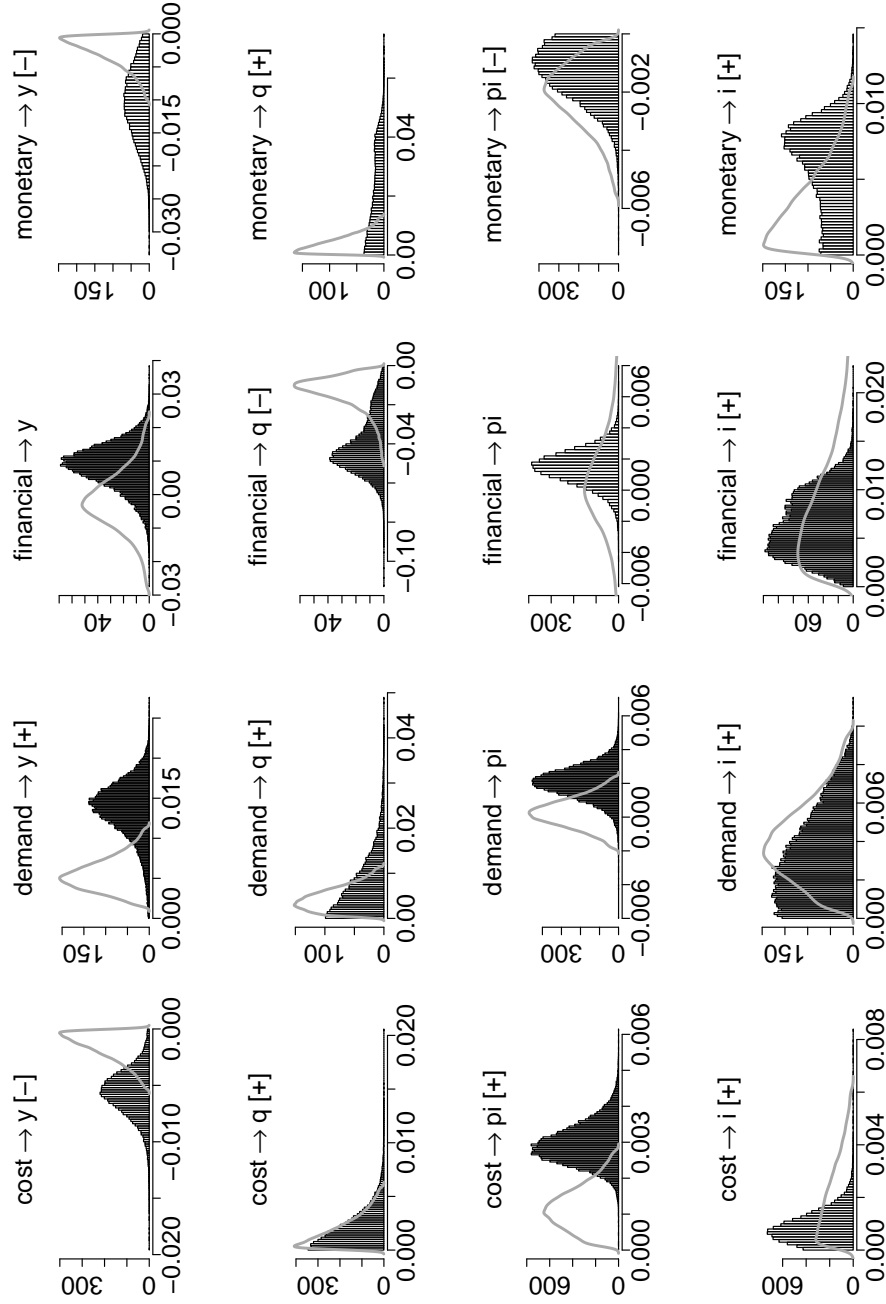 cost → y [−]
300
0
−0.020 −0.010 0.000
demand → y [+]
150
0
0.000 0.015
financial → y
40
0
−0.03 0.00 0.03
monetary → y [−]
150
0
−0.030 −0.015 0.000
cost → q [+]
300
0
0.000 0.010 0.020
demand → q [+]
100
0
0.00 0.02 0.04
financial → q [−]
40
0
−0.10 −0.04 0.00
monetary → q [+]
100
0
0.00 0.04
cost → pi [+]
600
0
0.000 0.003 0.006
demand → pi
300
0
−0.006 0.000 0.006
financial → pi
300
0
−0.006 0.000 0.006
monetary → pi [−]
300
0
−0.006 −0.002
cost → i [+]
600
0
0.000 0.004 0.008
demand → i [+]
150
0
0.000 0.006
financial → i [+]
60
0
0.000 0.010 0.020
monetary → i [+]
150
0
0.000 0.010